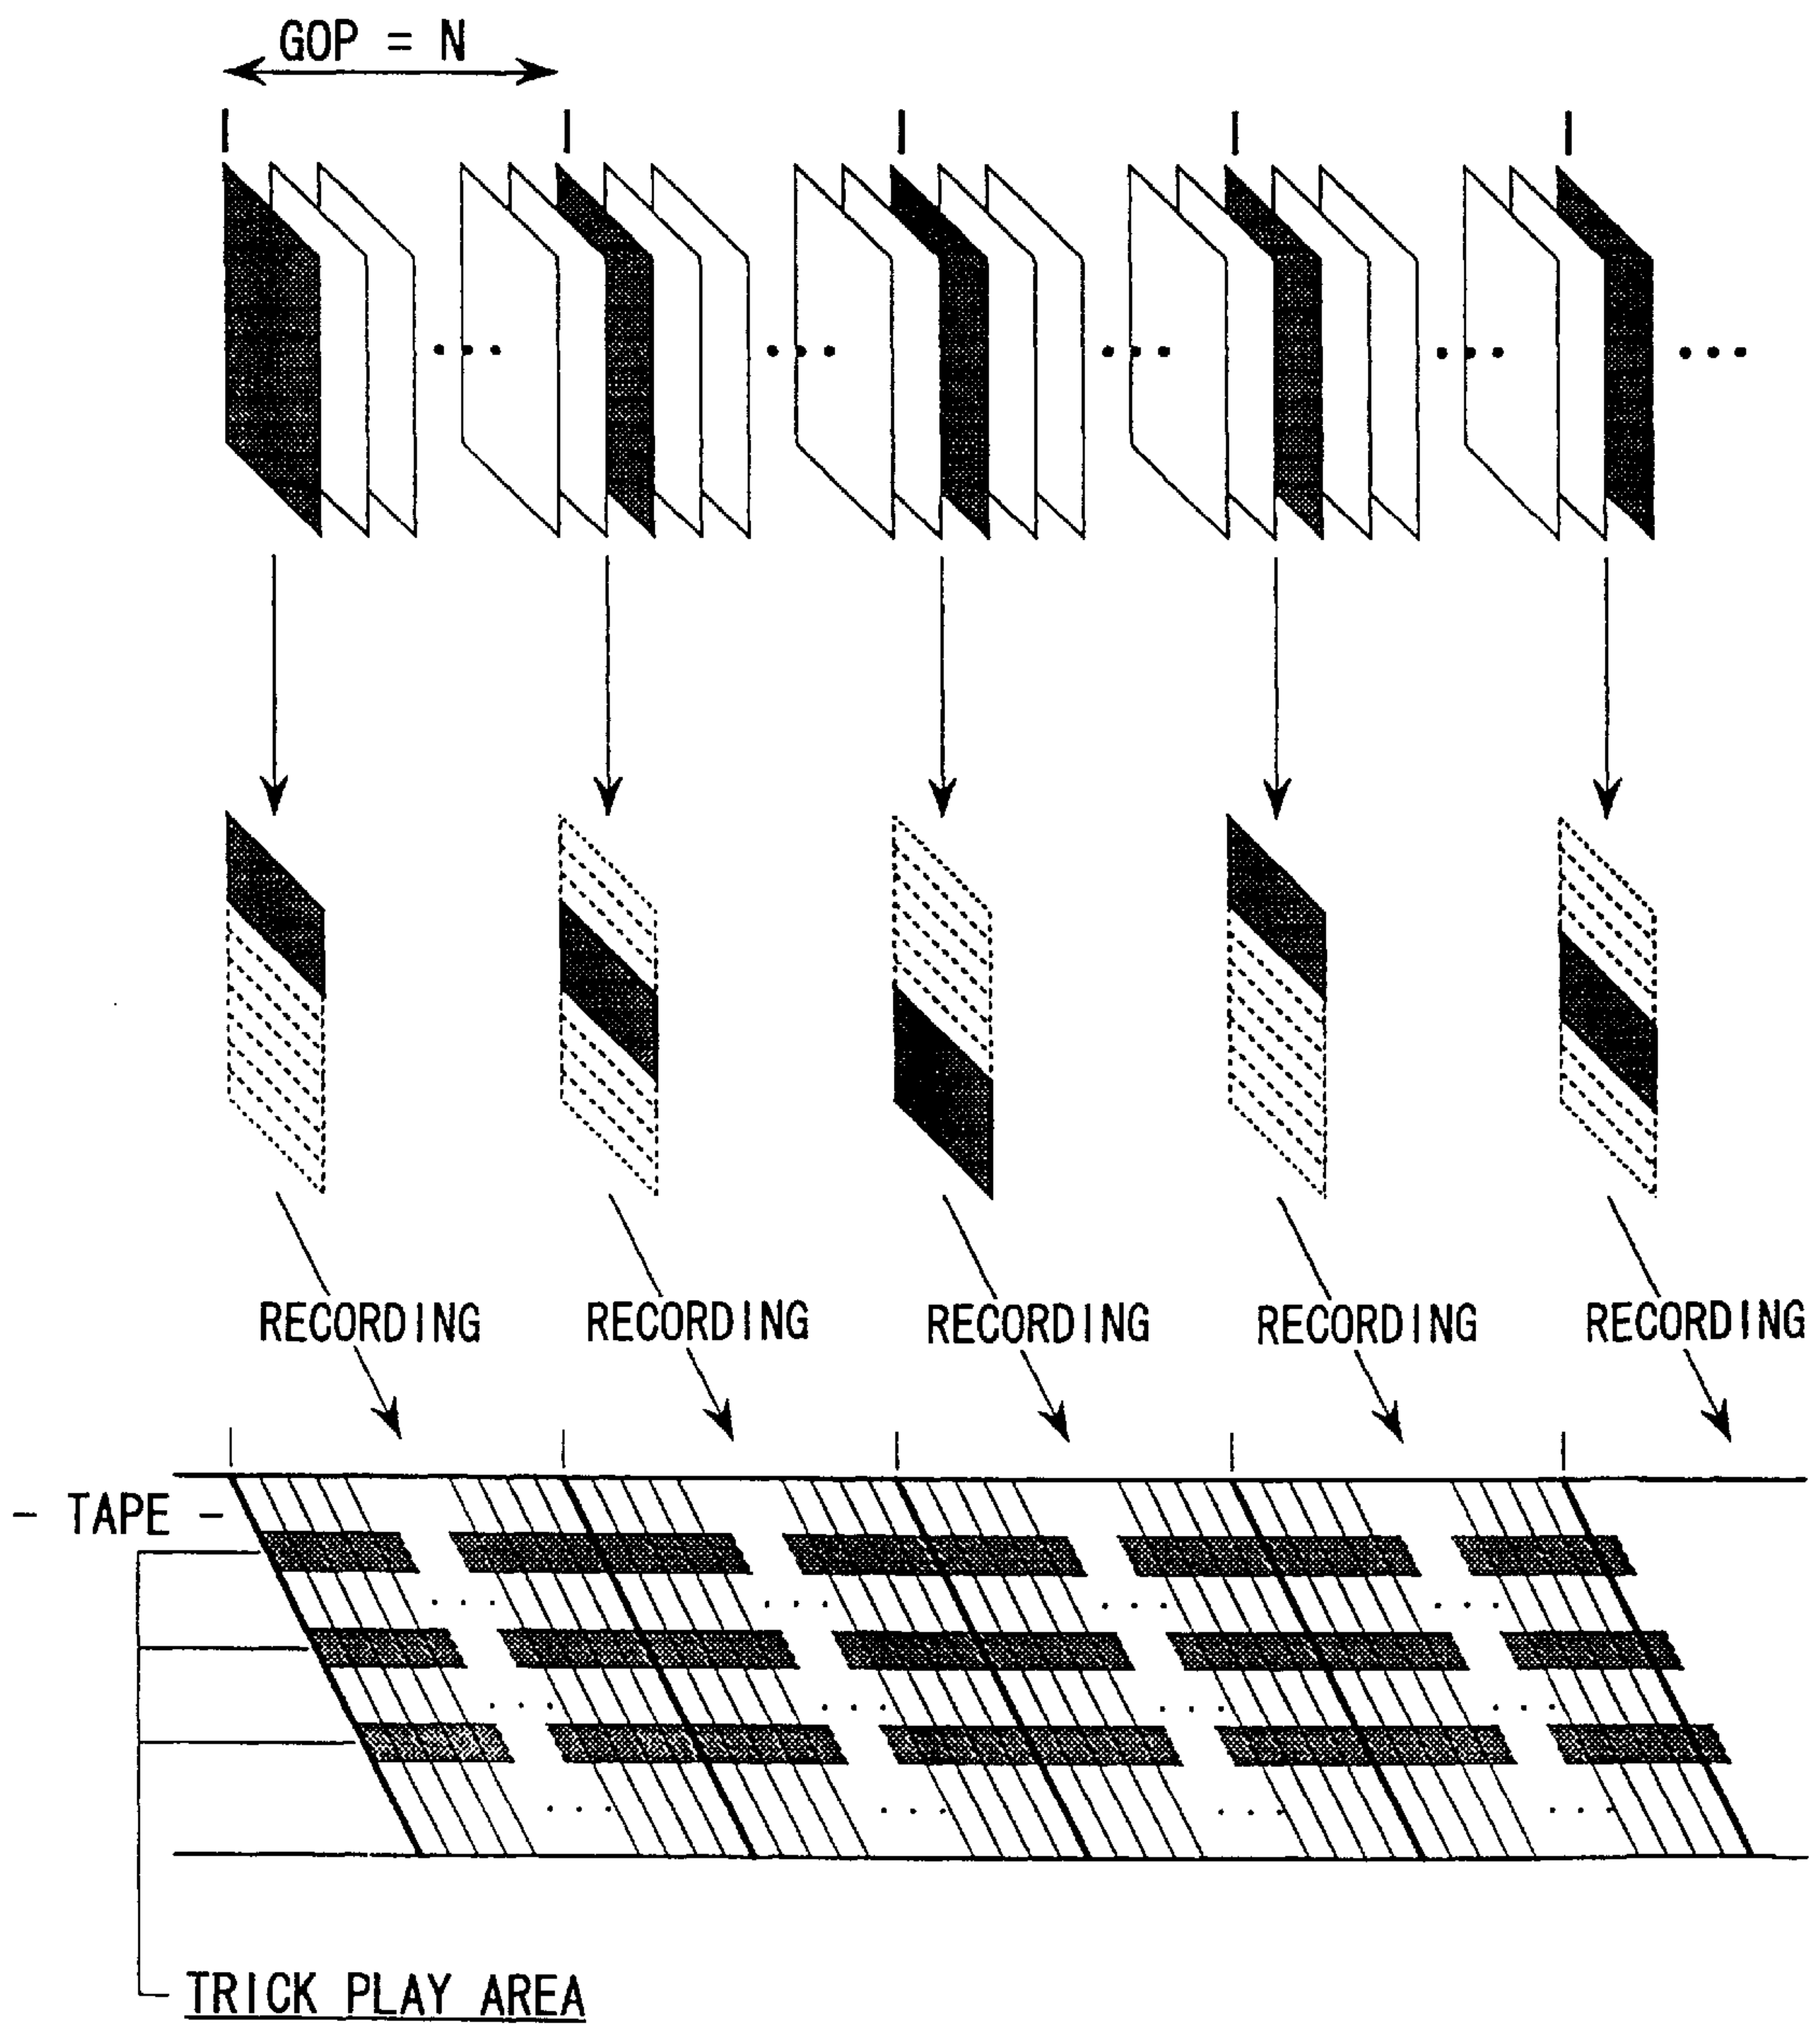 GOP = N
I I I I I
RECORDING RECORDING RECORDING RECORDING RECORDING
- TAPE -
TRICK PLAY AREA